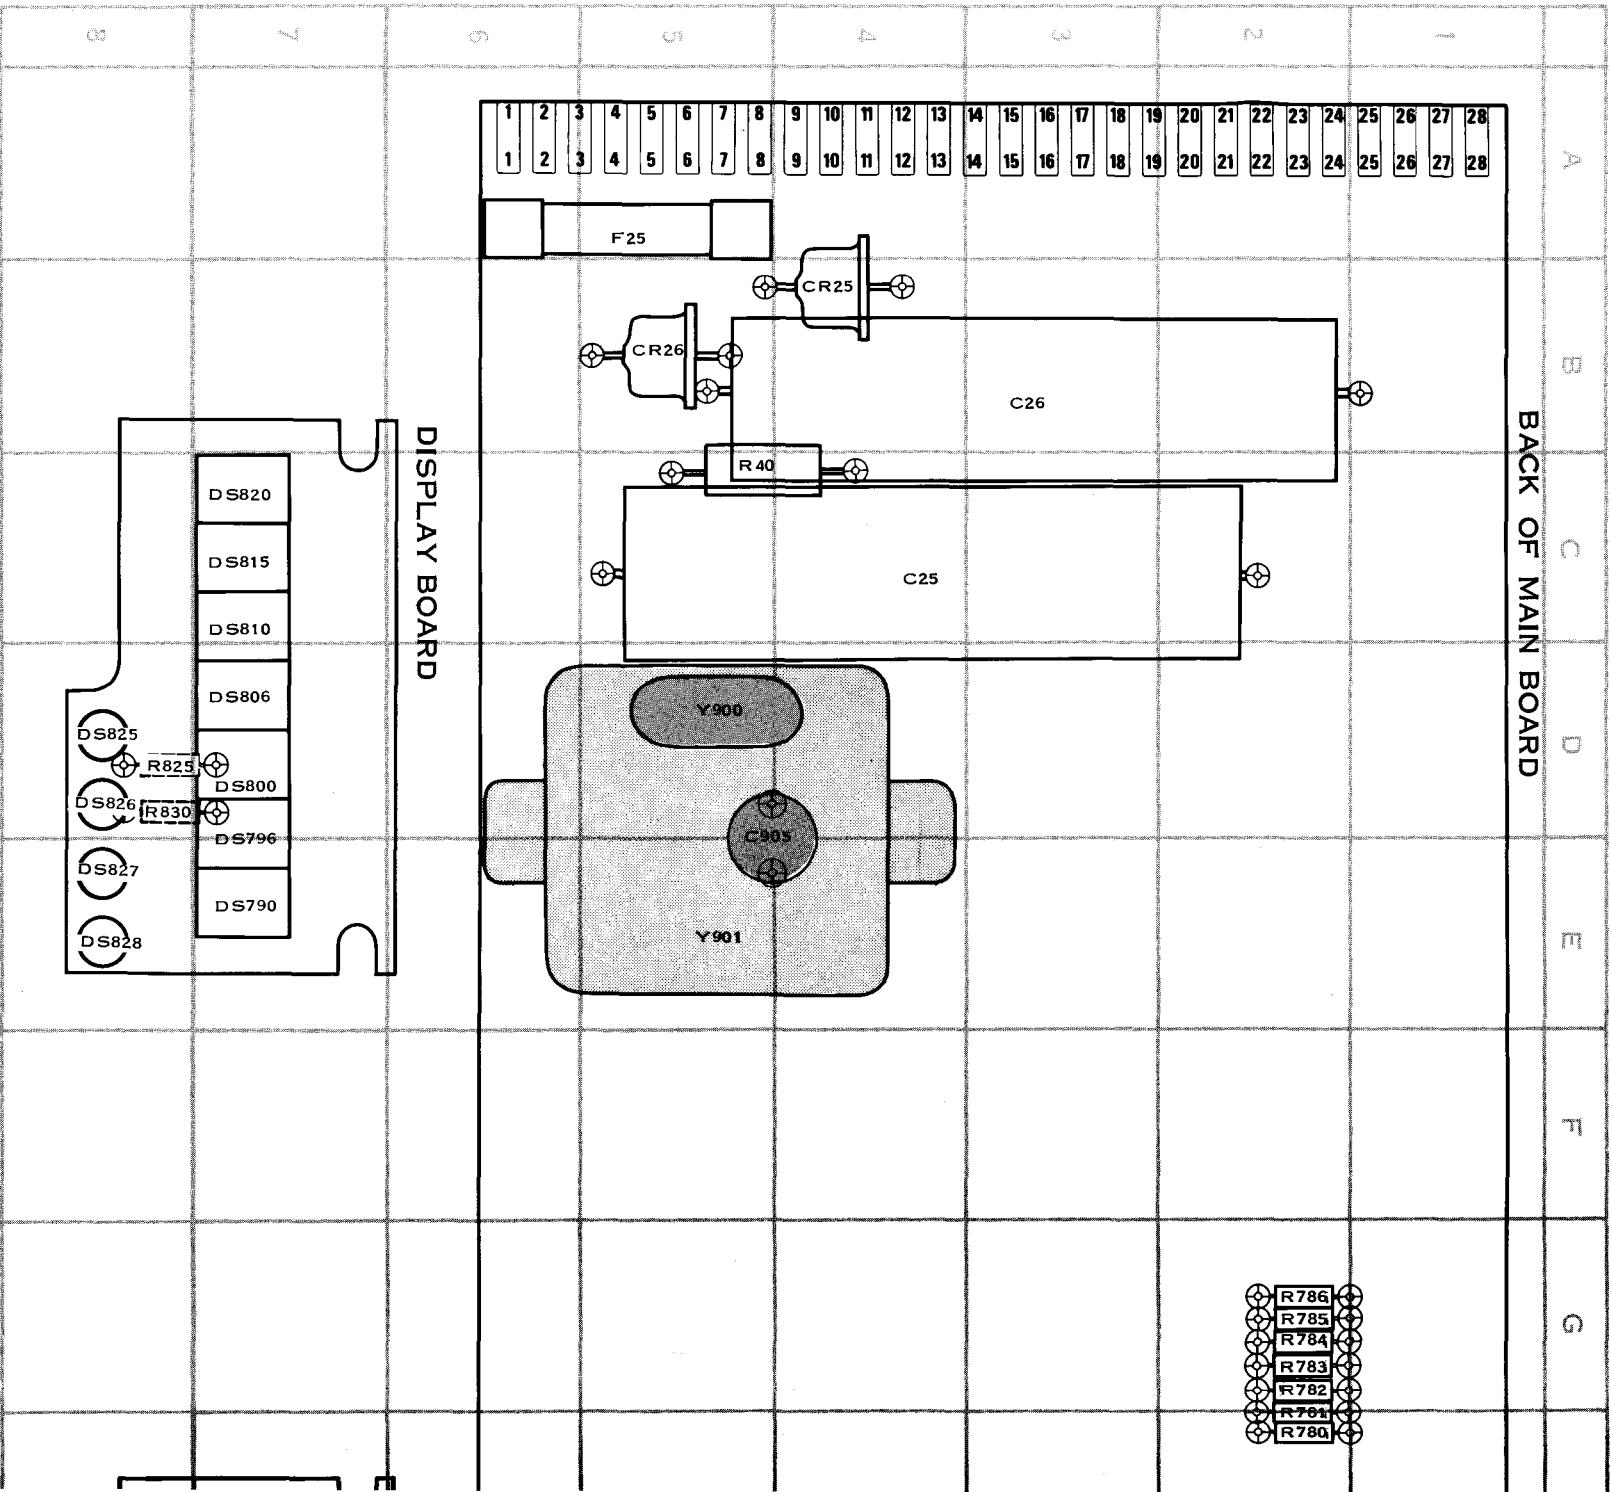 8 7 6 5 4 3 2 1
1 2 3 4 5 6 7 8 9 10 11 12 13 14 15 16 17 18 19 20 21 22 23 24 25 26 27 28
1 2 3 4 5 6 7 8 9 10 11 12 13 14 15 16 17 18 19 20 21 22 23 24 25 26 27 28
A
F25
CR25
CR26
B
C26
R40
C25
C
BACK OF MAIN BOARD
DISPLAY BOARD
DS820
DS815
DS810
DS806
DS800
DS796
DS790
DS825
R825
DS826
R830
DS827
DS828
Y900
C905
Y901
D
E
F
G
R786
R785
R784
R783
R782
R781
R780